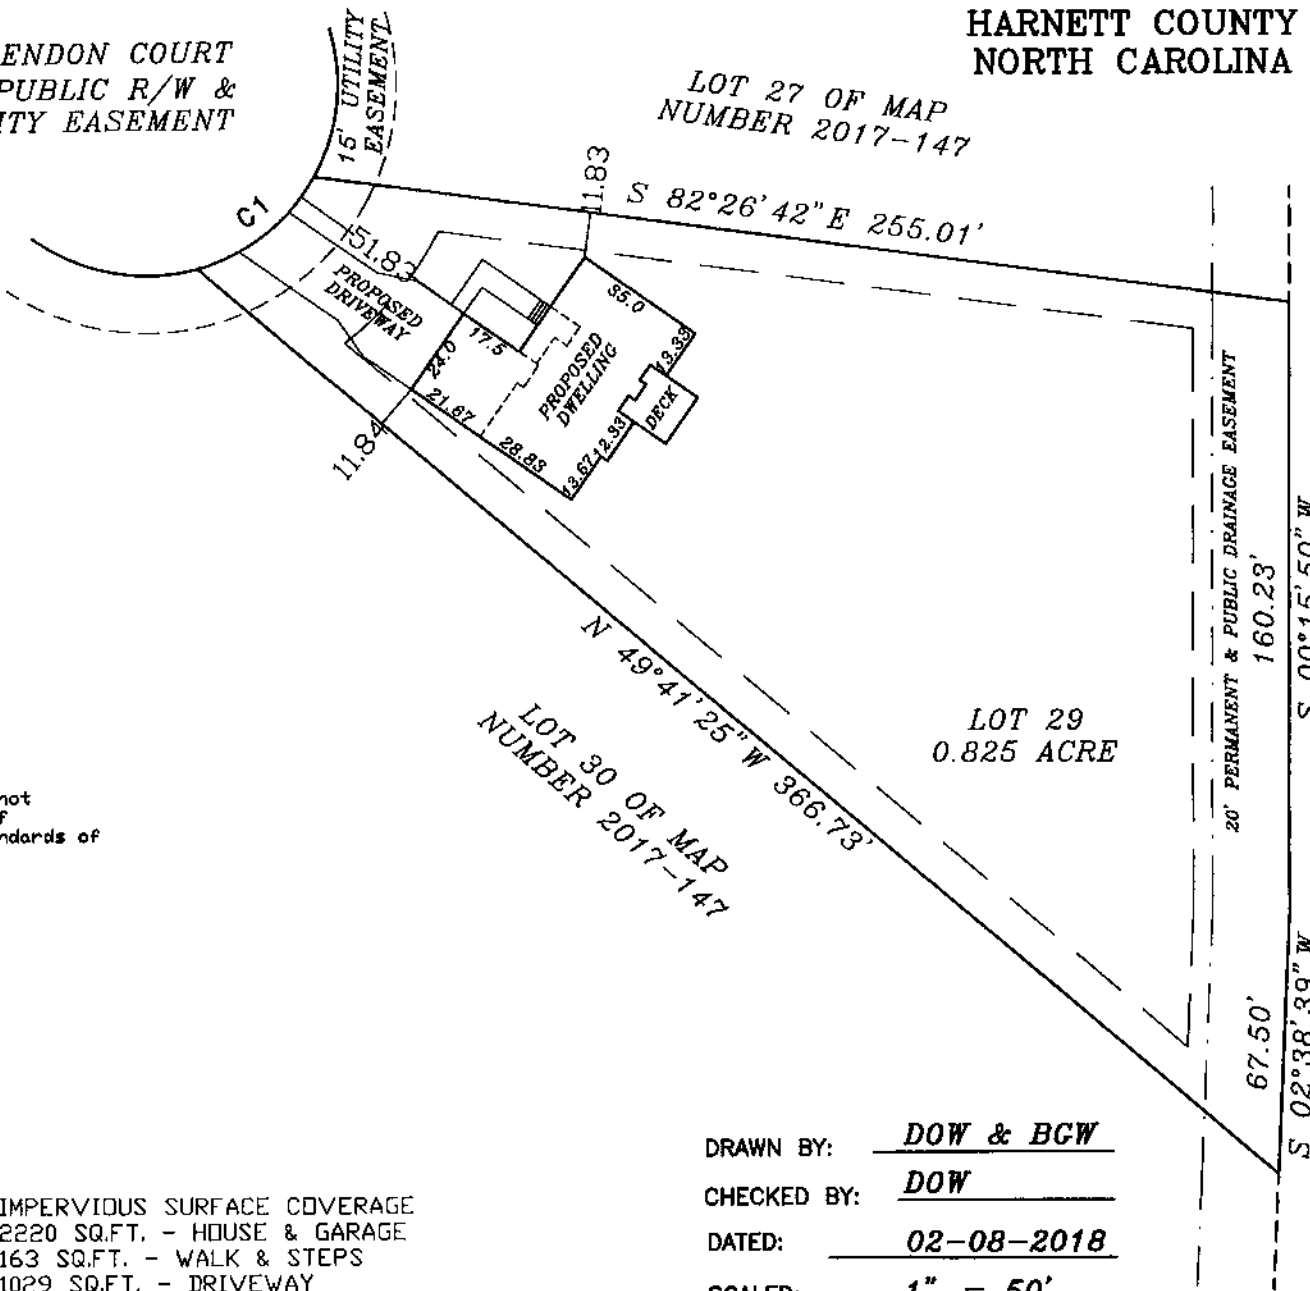 HARNETT COUNTY
NORTH CAROLINA
ENDON COURT
PUBLIC R/W &
ITY EASEMENT
15' UTILITY
EASEMENT
LOT 27 OF MAP
NUMBER 2017-147
11.83
S 82°26'42"E 255.01'
C1
51.83
PROPOSED
DRIVEWAY
17.5
24.0
21.67
35.0
13.33
PROPOSED
DWELLING
DECK
12.33
13.67
28.83
11.84
20' PERMANENT & PUBLIC DRAINAGE EASEMENT
160.23'
S 00°15'50" W
N 49°41'25" W 366.73'
LOT 29
0.825 ACRE
LOT 30 OF MAP
NUMBER 2017-147
not
f
ndards of
67.50'
S 02°38'39" W
DRAWN BY: DOW & BGW
CHECKED BY: DOW
DATED: 02-08-2018
SCALED: 1" = 50'
IMPERVIOUS SURFACE COVERAGE
2220 SQ.FT. - HOUSE & GARAGE
163 SQ.FT. - WALK & STEPS
1029 SQ.FT. - DRIVEWAY